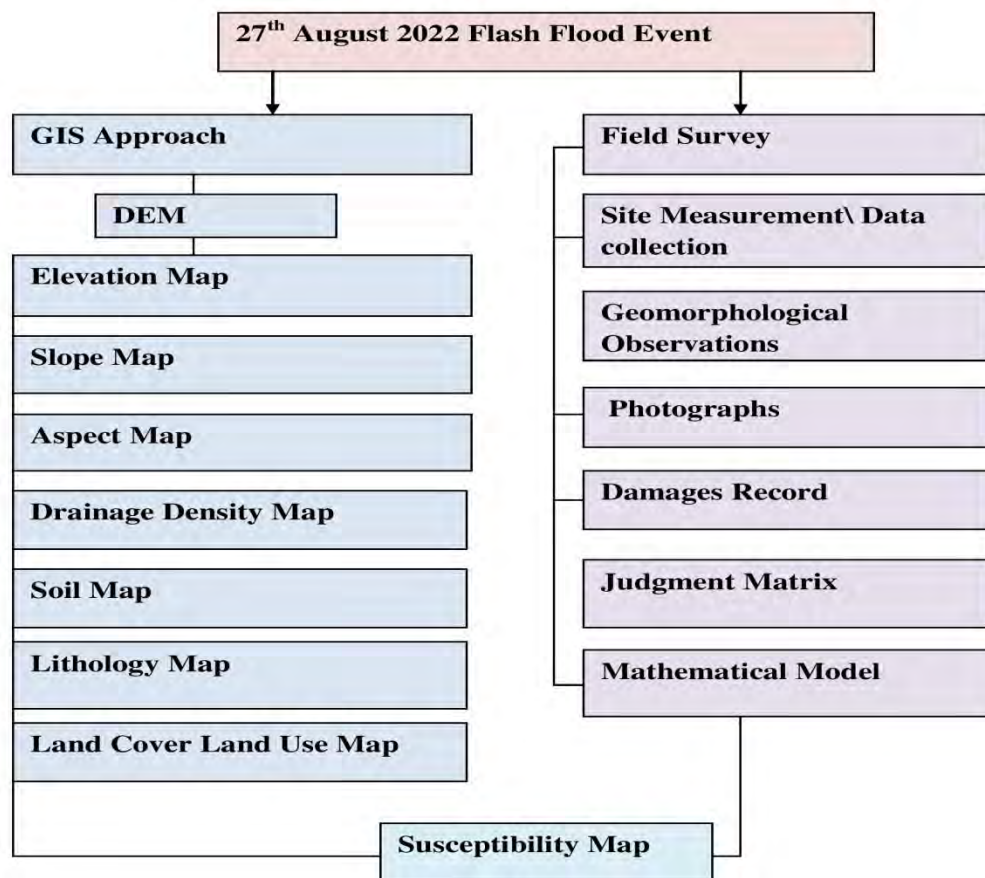 27th August 2022 Flash Flood Event
GIS Approach
DEM
Elevation Map
Slope Map
Aspect Map
Drainage Density Map
Soil Map
Lithology Map
Land Cover Land Use Map
Field Survey
Site Measurement\ Data
collection
Geomorphological
Observations
Photographs
Damages Record
Judgment Matrix
Mathematical Model
Susceptibility Map